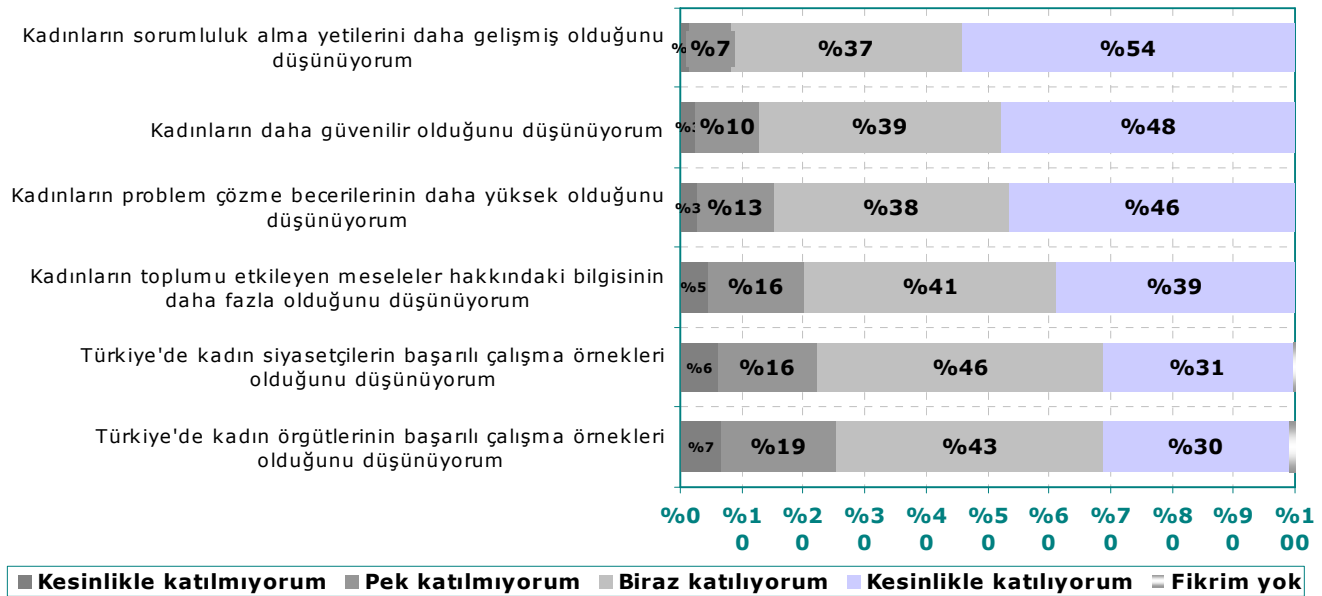 Kadınların sorumluluk alma yetilerini daha gelişmiş olduğunu
düşünüyorum
%7 %37 %54
Kadınların daha güvenilir olduğunu düşünüyorum
%10 %39 %48
Kadınların problem çözme becerilerinin daha yüksek olduğunu
düşünüyorum
%3 %13 %38 %46
Kadınların toplumu etkileyen meseleler hakkındaki bilgisinin
daha fazla olduğunu düşünüyorum
%5 %16 %41 %39
Türkiye'de kadın siyasetçilerin başarılı çalışma örnekleri
olduğunu düşünüyorum
%6 %16 %46 %31
Türkiye'de kadın örgütlerinin başarılı çalışma örnekleri
olduğunu düşünüyorum
%7 %19 %43 %30
%0 %1 %2 %3 %4 %5 %6 %7 %8 %9 %1
0 0 0 0 0 0 0 0 0 00
Kesinlikle katılmıyorum Pek katılmıyorum Biraz katılıyorum Kesinlikle katılıyorum Fikrim yok